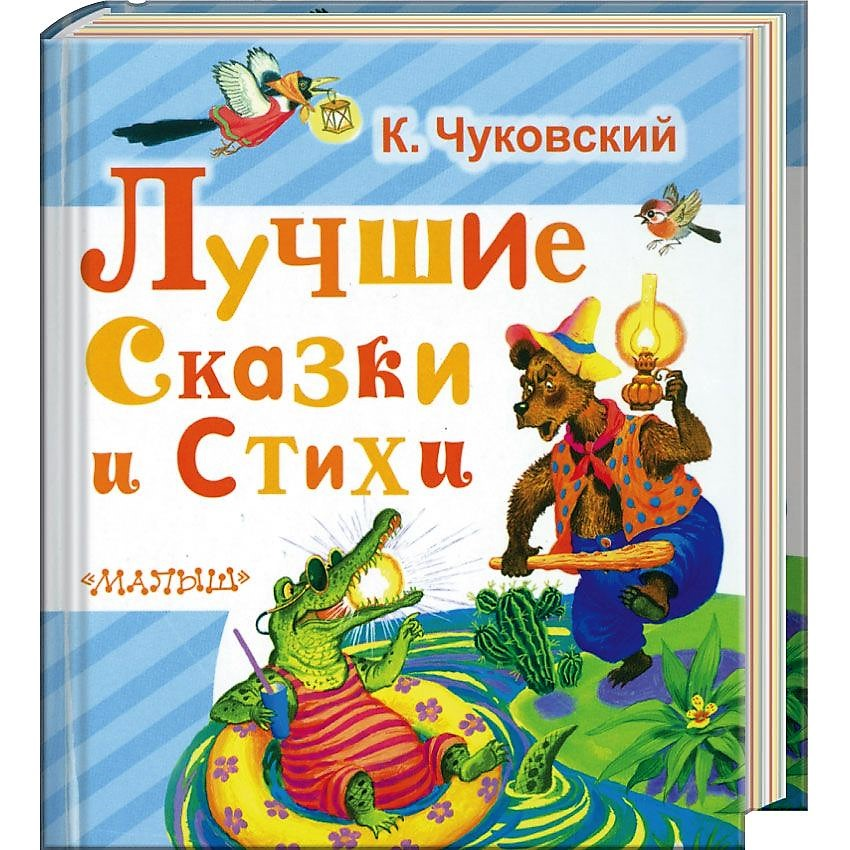 К. Чуковский
Лучшие
Сказки
и Стихи
«МАЛЫШ»